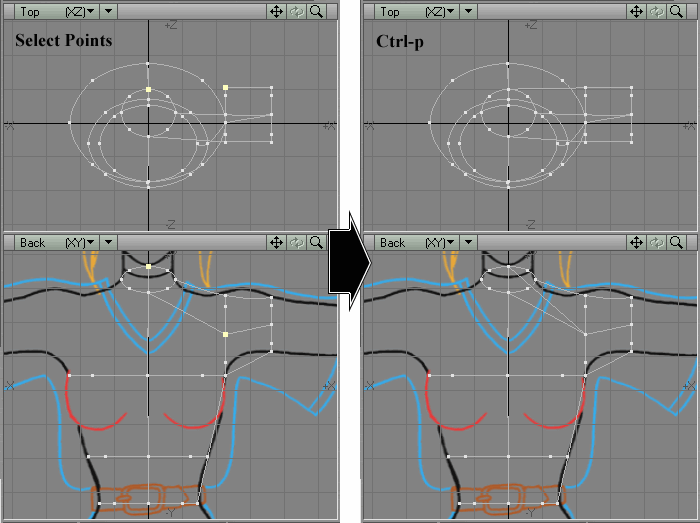 Top (XZ)
Top (XZ)
Select Points
Ctrl-p
+Z
+Z
-X
+X
-X
+X
-Z
-Z
Back (XY)
Back (XY)
-X
+X
-X
+X
-Y
-Y